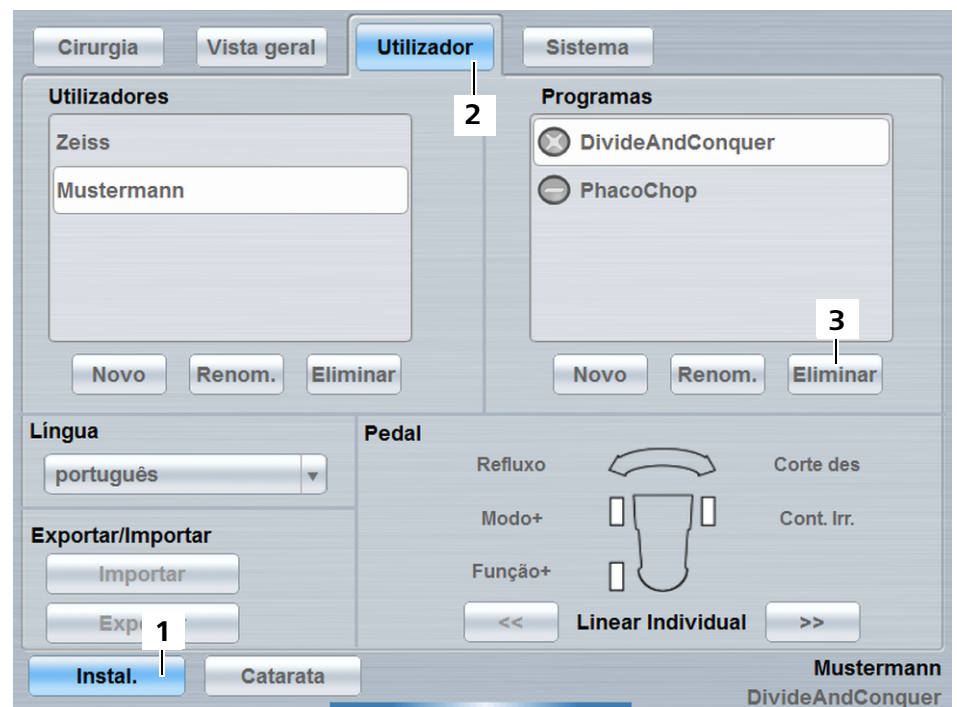 Cirurgia Vista geral Utilizador Sistema
2
Utilizadores
Zeiss
Mustermann
Novo Renom. Eliminar
Programas
DivideAndConquer
PhacoChop
3
Novo Renom. Eliminar
Língua
português
Exportar/Importar
Importar
1
Pedal
Refluxo Corte des
Modo+ Cont. Irr.
Função+
<< Linear Individual >>
Instal. Catarata
Mustermann
DivideAndConquer